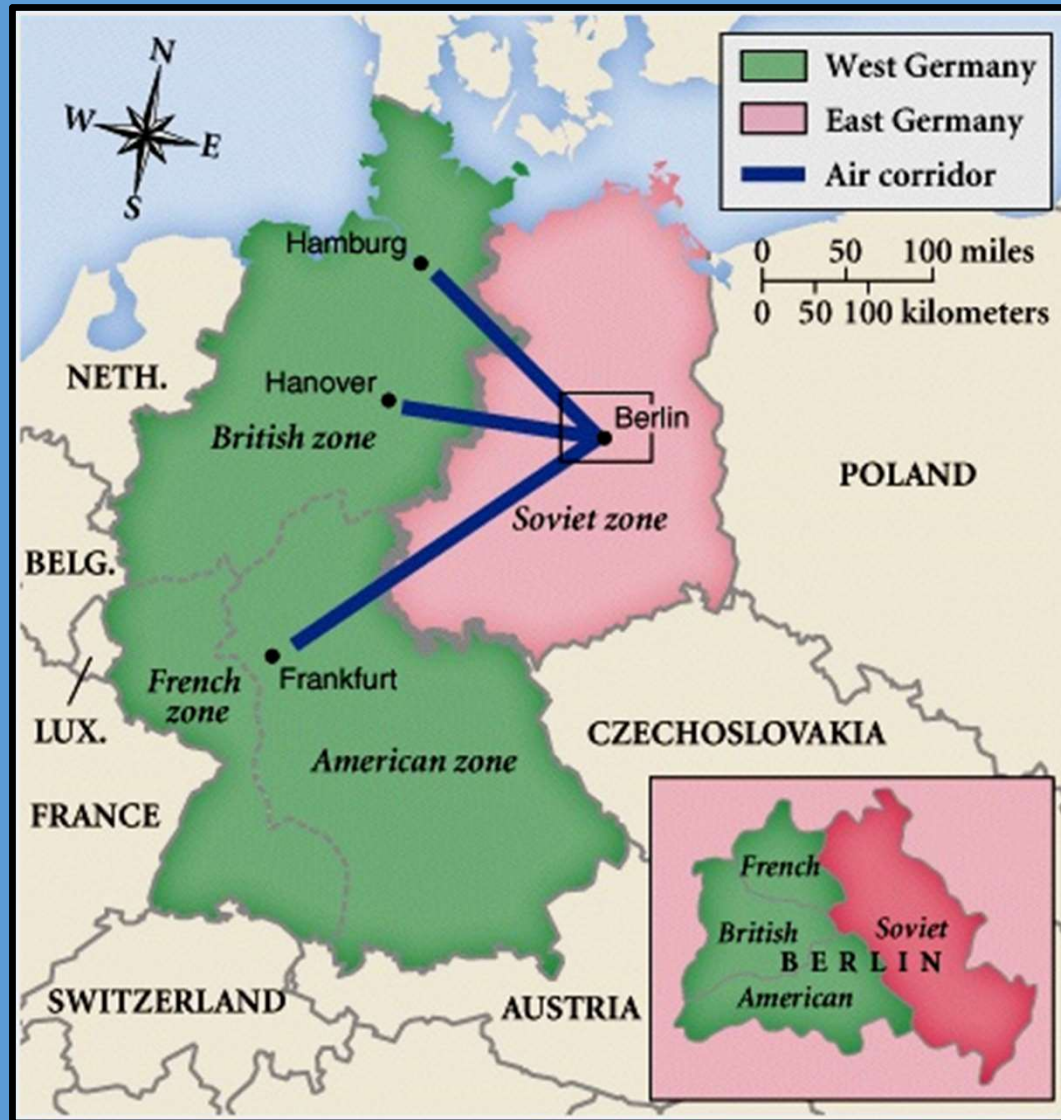 N
W
E
S
West Germany
East Germany
Air corridor
0 50 100 miles
0 50 100 kilometers
Hamburg
NETH.
Hanover
British zone
Berlin
POLAND
Soviet zone
BELG.
French
zone
Frankfurt
LUX.
CZECHOSLOVAKIA
American zone
FRANCE
French
British
Soviet
BERLIN
American
SWITZERLAND
AUSTRIA